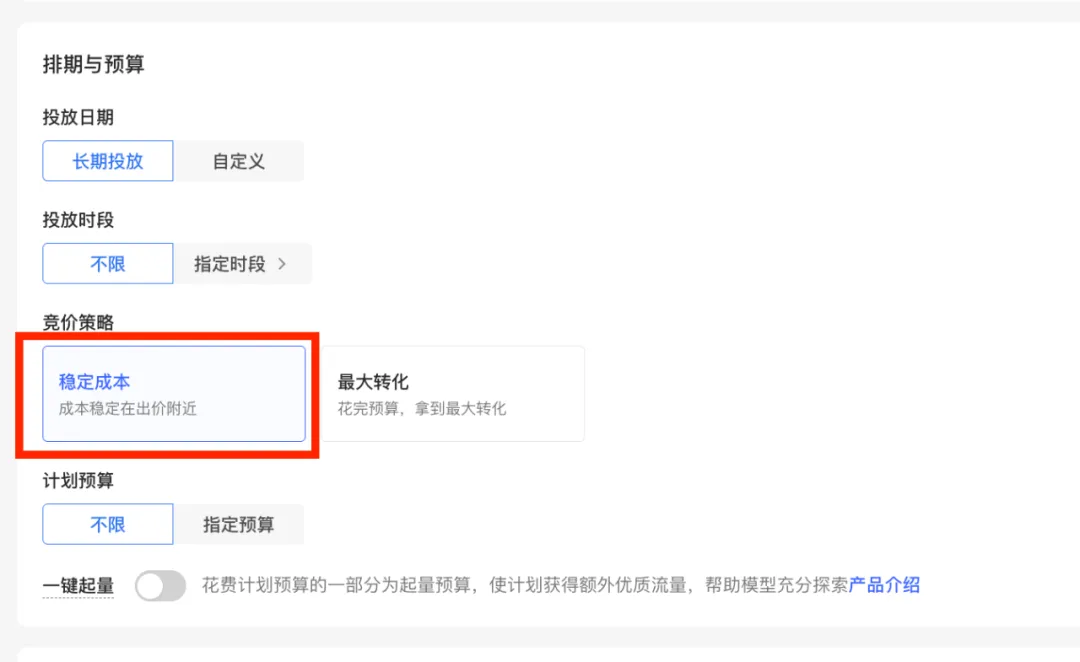 排期与预算
投放日期
长期投放 自定义
投放时段
不限 指定时段 >
竞价策略
稳定成本 最大转化
成本稳定在出价附近 花完预算，拿到最大转化
计划预算
不限 指定预算
一键起量 花费计划预算的一部分为起量预算，使计划获得额外优质流量，帮助模型充分探索产品介绍